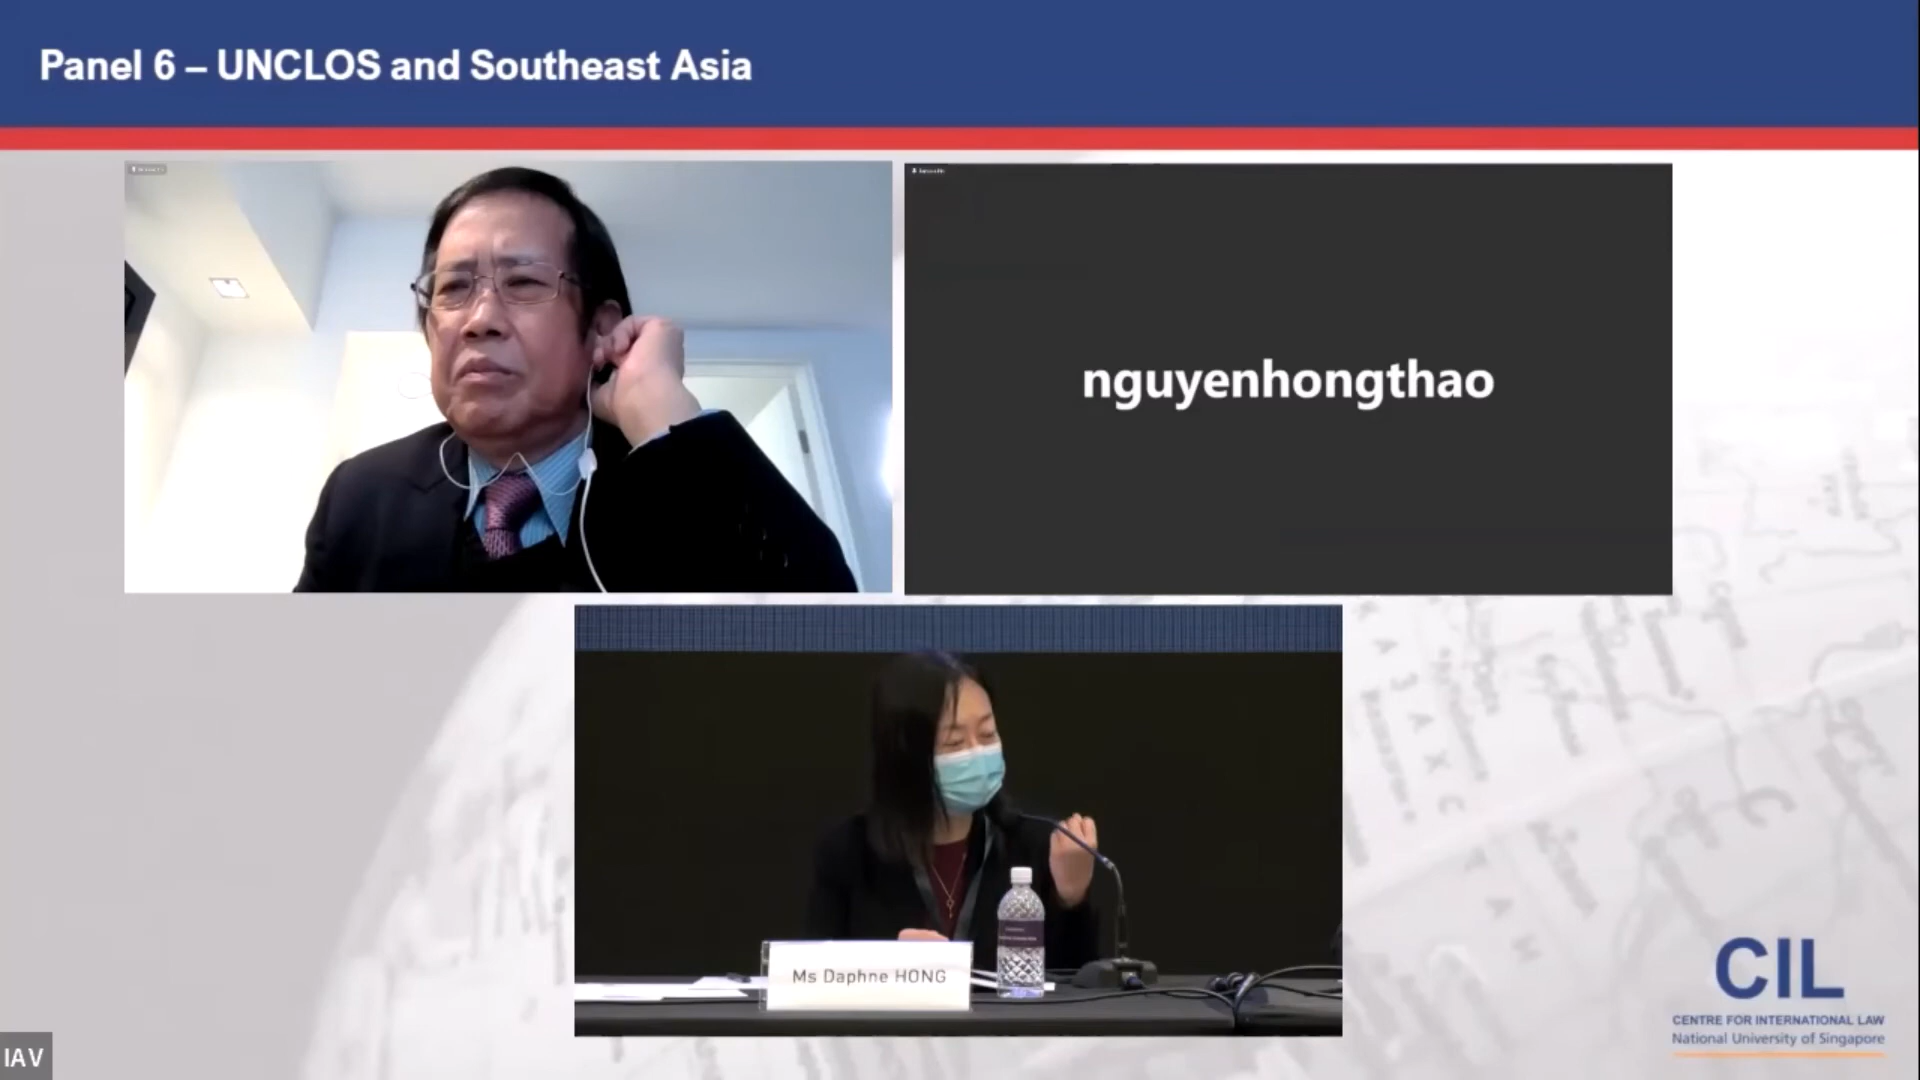 Panel 6 – UNCLOS and Southeast Asia
nguyenhongthao
Ms Daphne HONG
CIL
CENTRE FOR INTERNATIONAL LAW
National University of Singapore
IAV